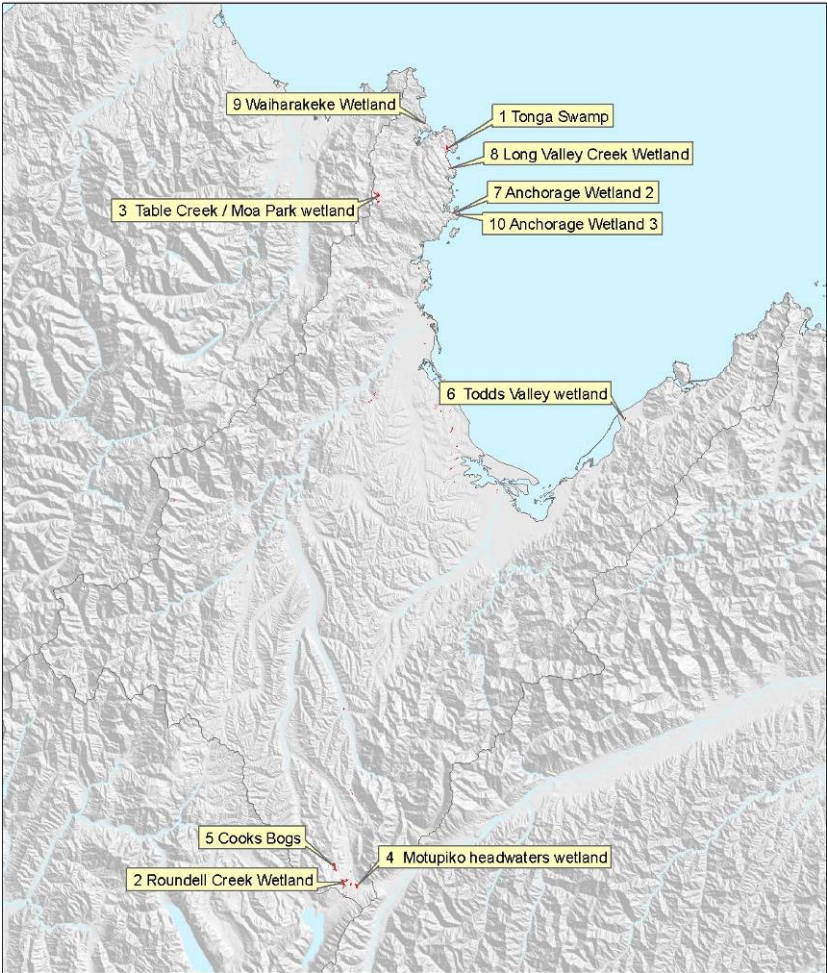 9 Waiharakeke Wetland
1 Tonga Swamp
8 Long Valley Creek Wetland
7 Anchorage Wetland 2
3 Table Creek / Moa Park wetland
10 Anchorage Wetland 3
6 Todds Valley wetland
5 Cooks Bogs
4 Motupiko headwaters wetland
2 Roundell Creek Wetland